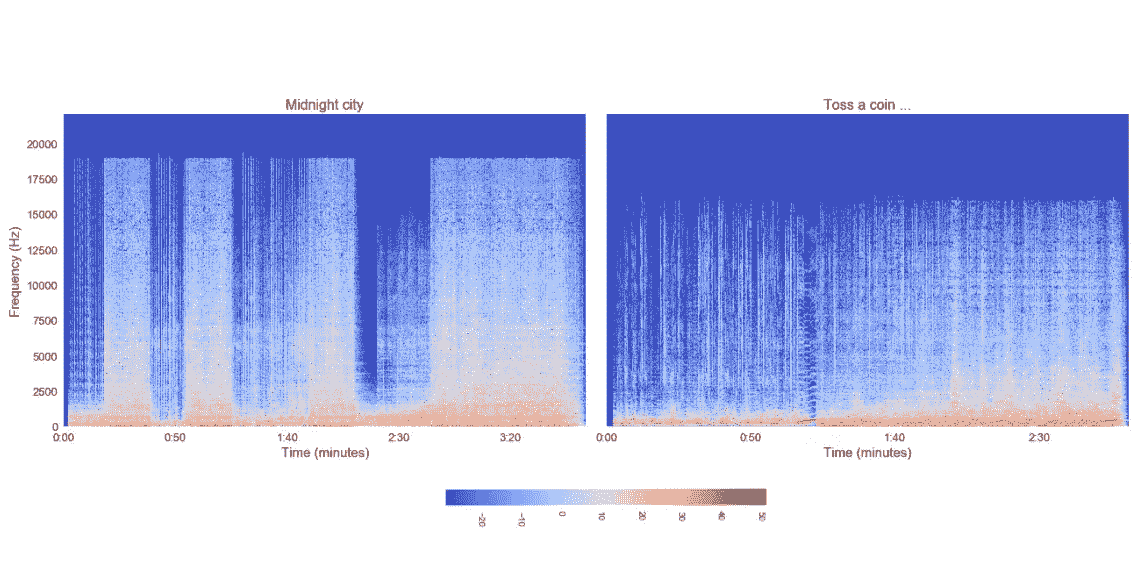 Midnight city
Toss a coin ...
Frequency (Hz)
20000
17500
15000
12500
10000
7500
5000
2500
0
0:00 0:50 1:40 2:30 3:20
0:00 0:50 1:40 2:30
Time (minutes)
Time (minutes)
-20 -10 0 10 20 30 40 50